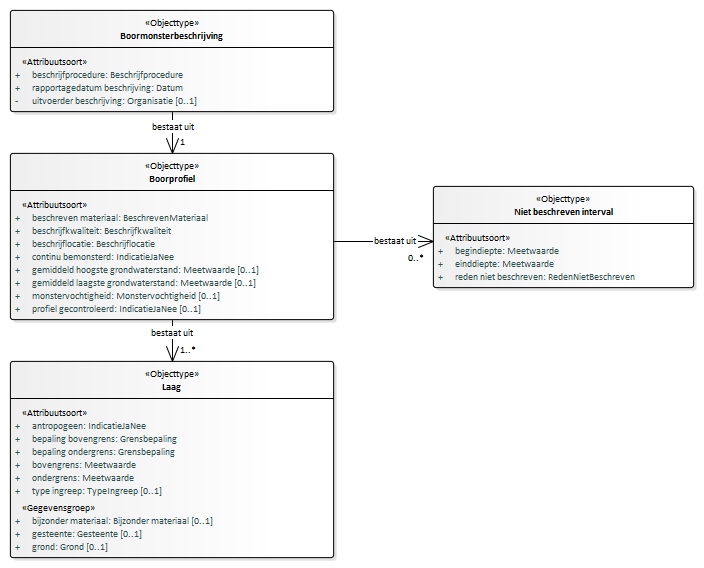 «Objecttype»
Boormonsterbeschrijving
«Attribuutsoort»
+ beschrijfprocedure: Beschrijfprocedure
+ rapportagedatum beschrijving: Datum
- uitvoerder beschrijving: Organisatie [0..1]
bestaat uit
1
«Objecttype»
Boorprofiel
«Attribuutsoort»
+ beschreven materiaal: BeschrevenMateriaal
+ beschrijfkwaliteit: Beschrijfkwaliteit
+ beschrijflocatie: Beschrijflocatie
+ continu bemonsterd: IndicatieJaNee
+ gemiddeld hoogste grondwaterstand: Meetwaarde [0..1]
+ gemiddeld laagste grondwaterstand: Meetwaarde [0..1]
+ monstervochtigheid: Monstervochtigheid [0..1]
+ profiel gecontroleerd: IndicatieJaNee [0..1]
bestaat uit
0..*
«Objecttype»
Niet beschreven interval
«Attribuutsoort»
+ begindiepte: Meetwaarde
+ einddiepte: Meetwaarde
+ reden niet beschreven: RedenNietBeschreven
bestaat uit
1..*
«Objecttype»
Laag
«Attribuutsoort»
+ antropogeen: IndicatieJaNee
+ bepaling bovengrens: Grensbepaling
+ bepaling ondergrens: Grensbepaling
+ bovengrens: Meetwaarde
+ ondergrens: Meetwaarde
+ type ingreep: TypeIngreep [0..1]
«Gegevensgroep»
+ bijzonder materiaal: Bijzonder materiaal [0..1]
+ gesteente: Gesteente [0..1]
+ grond: Grond [0..1]